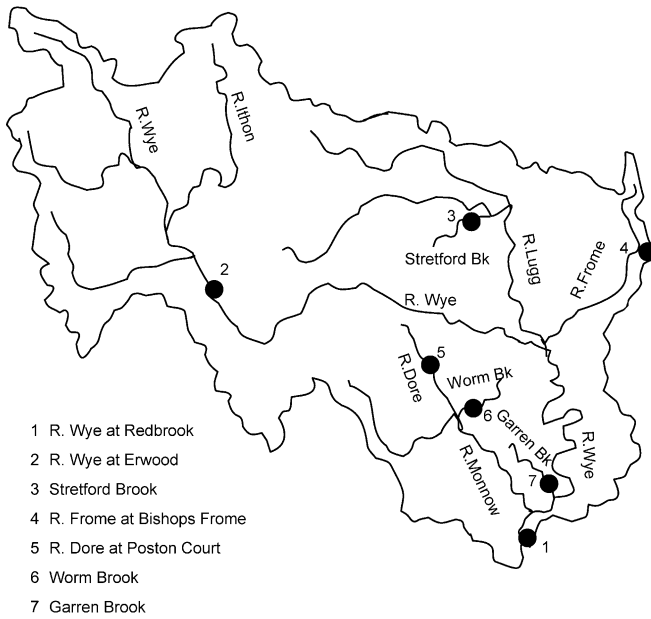 R.Wye
R.Ithon
3
Stretford Bk
R.Lugg
R.Frome
4
2
R. Wye
5
R.Dore
Worm Bk
6
Garren Bk
R.Wye
R.Monnow
7
1
1 R. Wye at Redbrook
2 R. Wye at Erwood
3 Stretford Brook
4 R. Frome at Bishops Frome
5 R. Dore at Poston Court
6 Worm Brook
7 Garren Brook